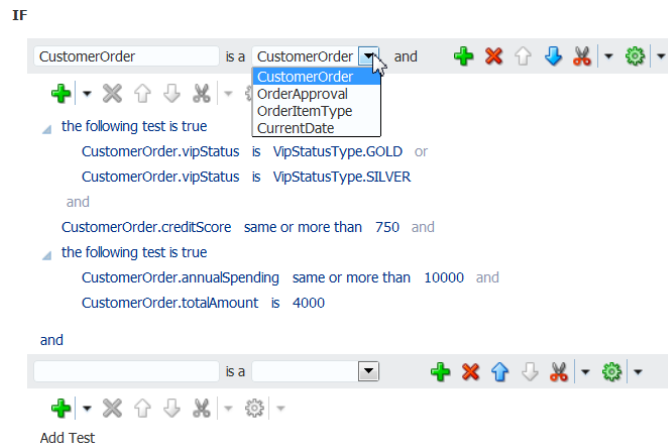 IF
CustomerOrder is a CustomerOrder and
CustomerOrder
OrderApproval
OrderItemType
CurrentDate
the following test is true
CustomerOrder.vipStatus is VipStatusType.GOLD or
CustomerOrder.vipStatus is VipStatusType.SILVER
and
CustomerOrder.creditScore same or more than 750 and
the following test is true
CustomerOrder.annualSpending same or more than 10000 and
CustomerOrder.totalAmount is 4000
and
is a
Add Test